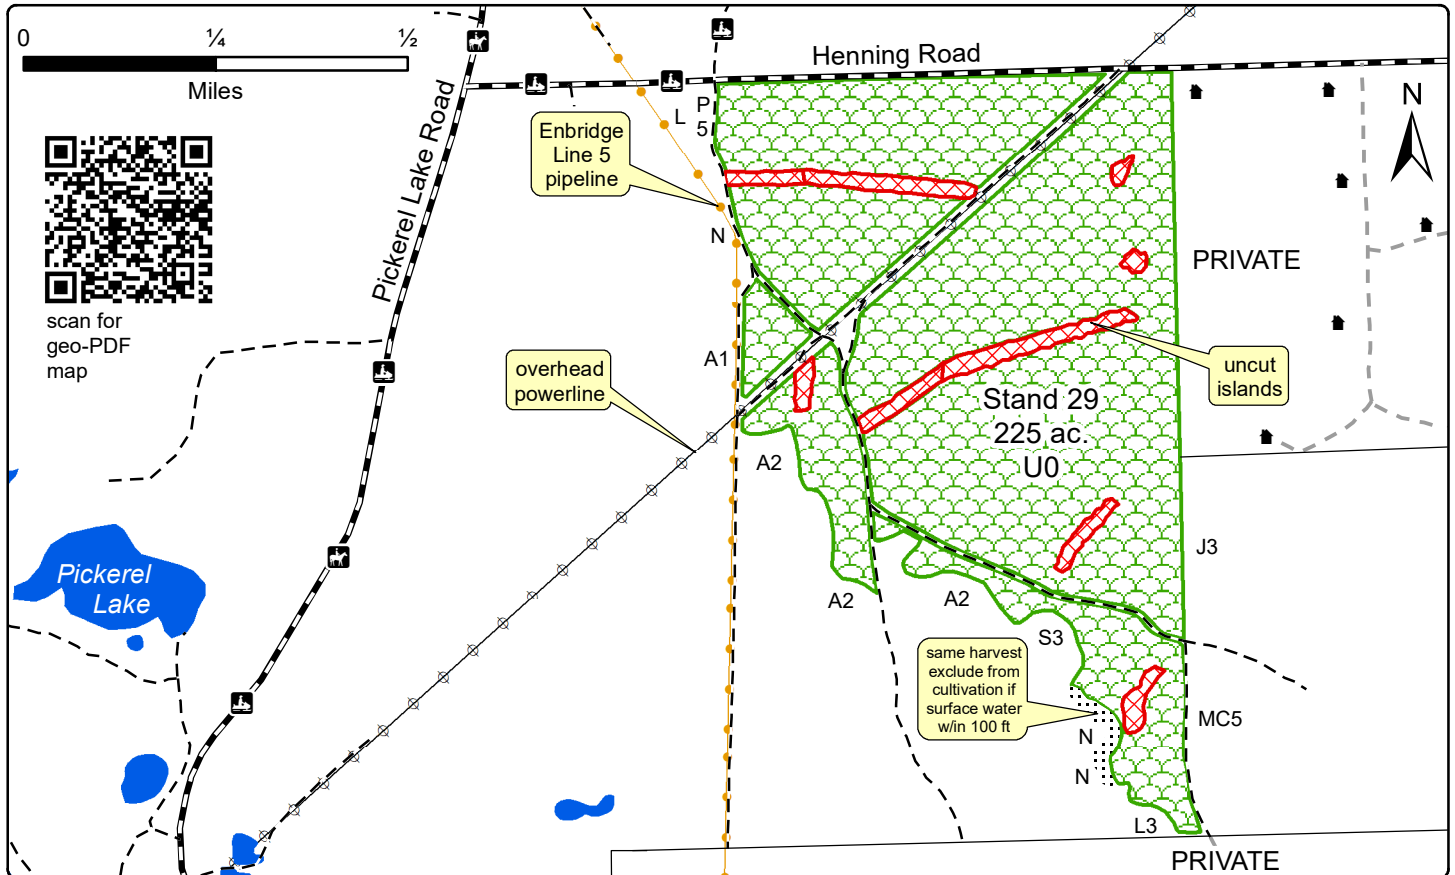 0 ¼ ½
Miles
Henning Road
Pickerel Lake Road
P
5
L
Enbridge
Line 5
pipeline
N
N
PRIVATE
scan for
geo-PDF
map
A1
overhead
powerline
uncut
islands
Stand 29
225 ac.
U0
A2
J3
Pickerel
Lake
A2
A2
S3
same harvest
exclude from
cultivation if
surface water
w/in 100 ft
MC5
N
N
L3
PRIVATE